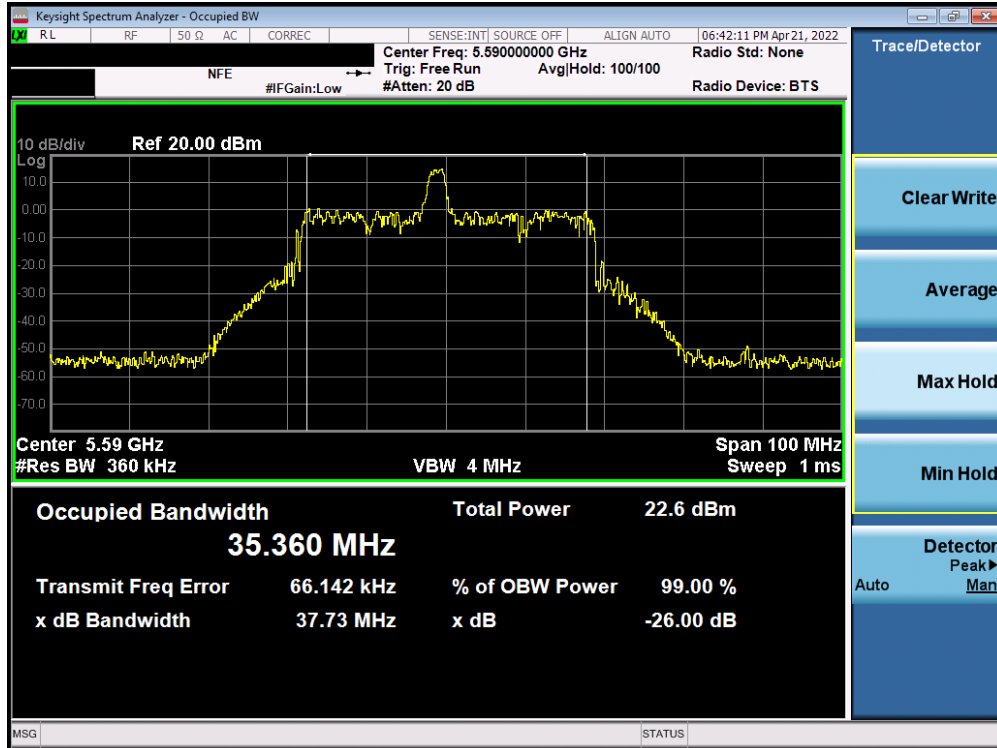 Keysight Spectrum Analyzer - Occupied BW
LXI RL RF 50 Ω AC CORREC SENSE:INT SOURCE OFF ALIGN AUTO 06:42:11 PM Apr 21, 2022
NFE
#IFGain:Low
Center Freq: 5.590000000 GHz
Trig: Free Run Avg|Hold: 100/100
#Atten: 20 dB
Radio Std: None
Radio Device: BTS
10 dB/div Ref 20.00 dBm
Log
10.0
0.00
-10.0
-20.0
-30.0
-40.0
-50.0
-60.0
-70.0
Center 5.59 GHz Span 100 MHz
#Res BW 360 kHz VBW 4 MHz Sweep 1 ms
Occupied Bandwidth Total Power 22.6 dBm
35.360 MHz
Transmit Freq Error 66.142 kHz % of OBW Power 99.00 %
x dB Bandwidth 37.73 MHz x dB -26.00 dB
MSG STATUS
Trace/Detector
Clear Write
Average
Max Hold
Min Hold
Detector
Peak▶
Auto Man